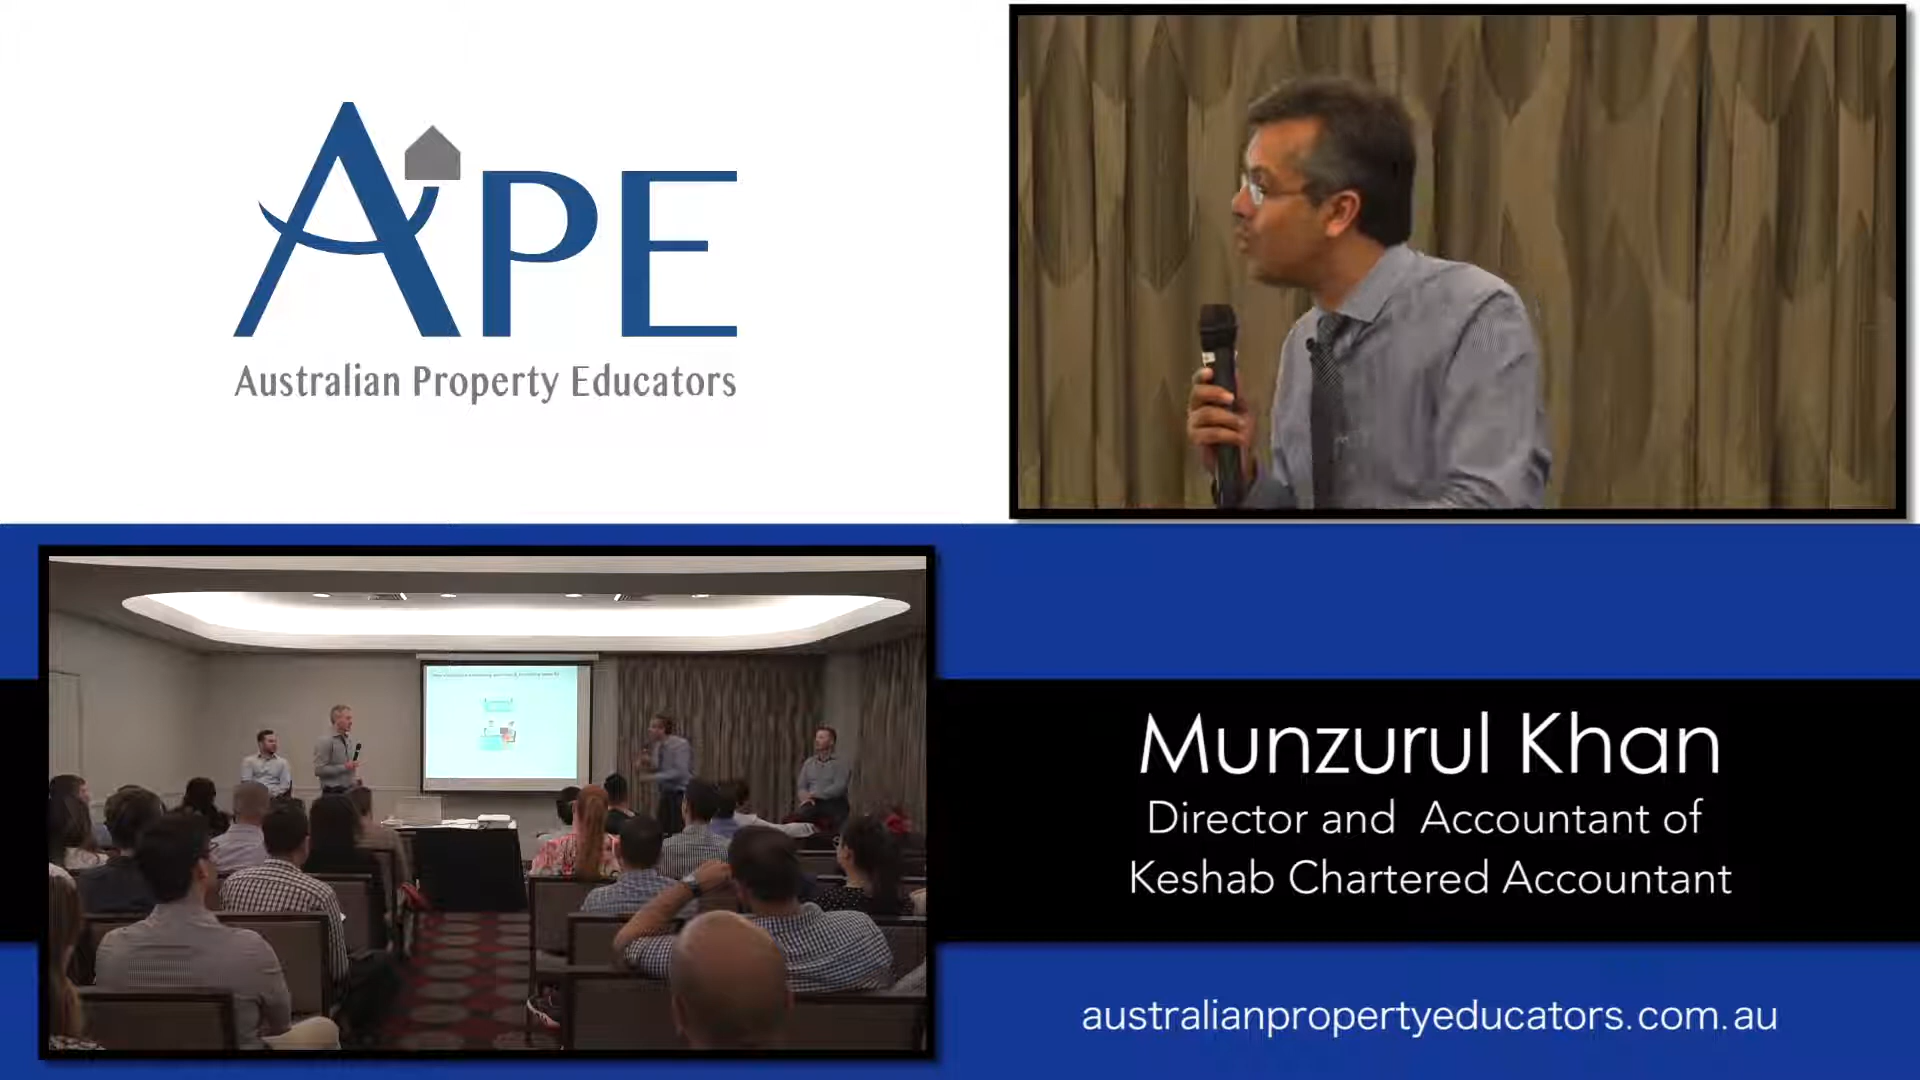 APE
Australian Property Educators
Munzurul Khan
Director and Accountant of
Keshab Chartered Accountant
australianpropertyeducators.com.au